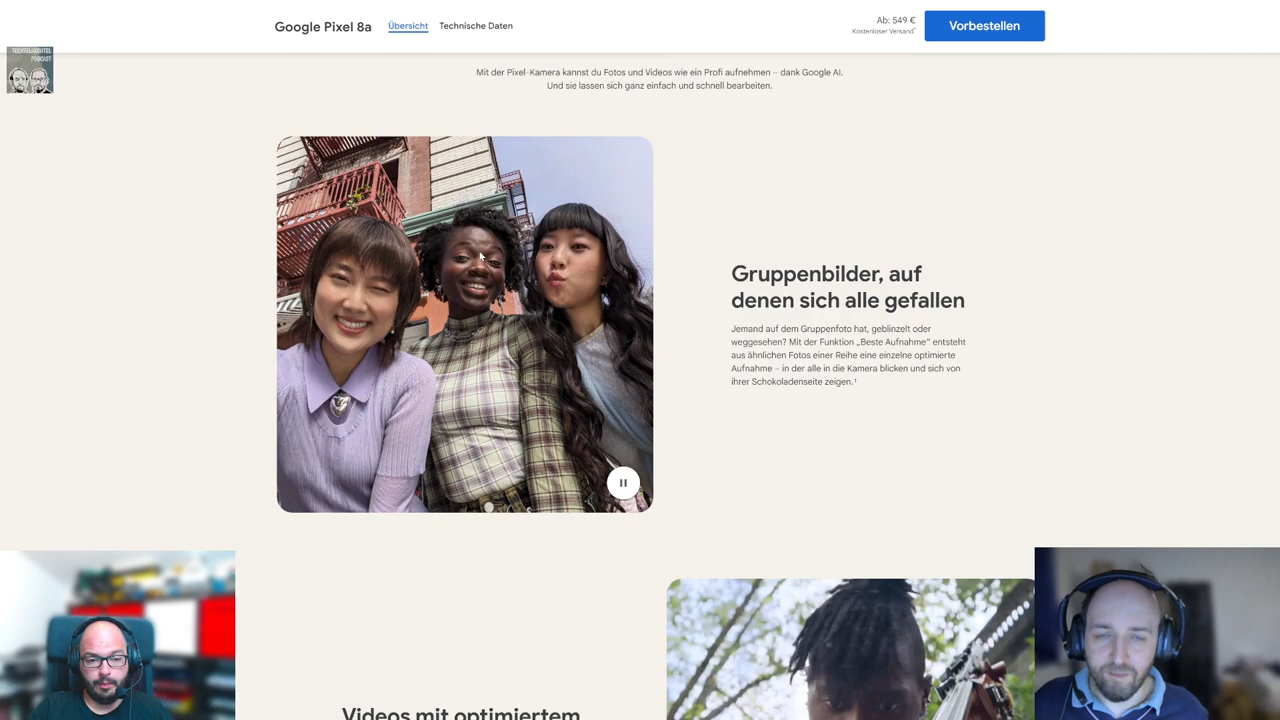 Google Pixel 8a
Übersicht
Technische Daten
Ab: 549 €
Kostenloser Versand*
Vorbestellen
TECHTELMECHTEL
PODCAST
Mit der Pixel-Kamera kannst du Fotos und Videos wie ein Profi aufnehmen – dank Google AI.
Und sie lassen sich ganz einfach und schnell bearbeiten.
Gruppenbilder, auf
denen sich alle gefallen
Jemand auf dem Gruppenfoto hat, geblinzelt oder
weggesehen? Mit der Funktion „Beste Aufnahme“ entsteht
aus ähnlichen Fotos einer Reihe eine einzelne optimierte
Aufnahme – in der alle in die Kamera blicken und sich von
ihrer Schokoladenseite zeigen.¹
Videos mit optimiertem